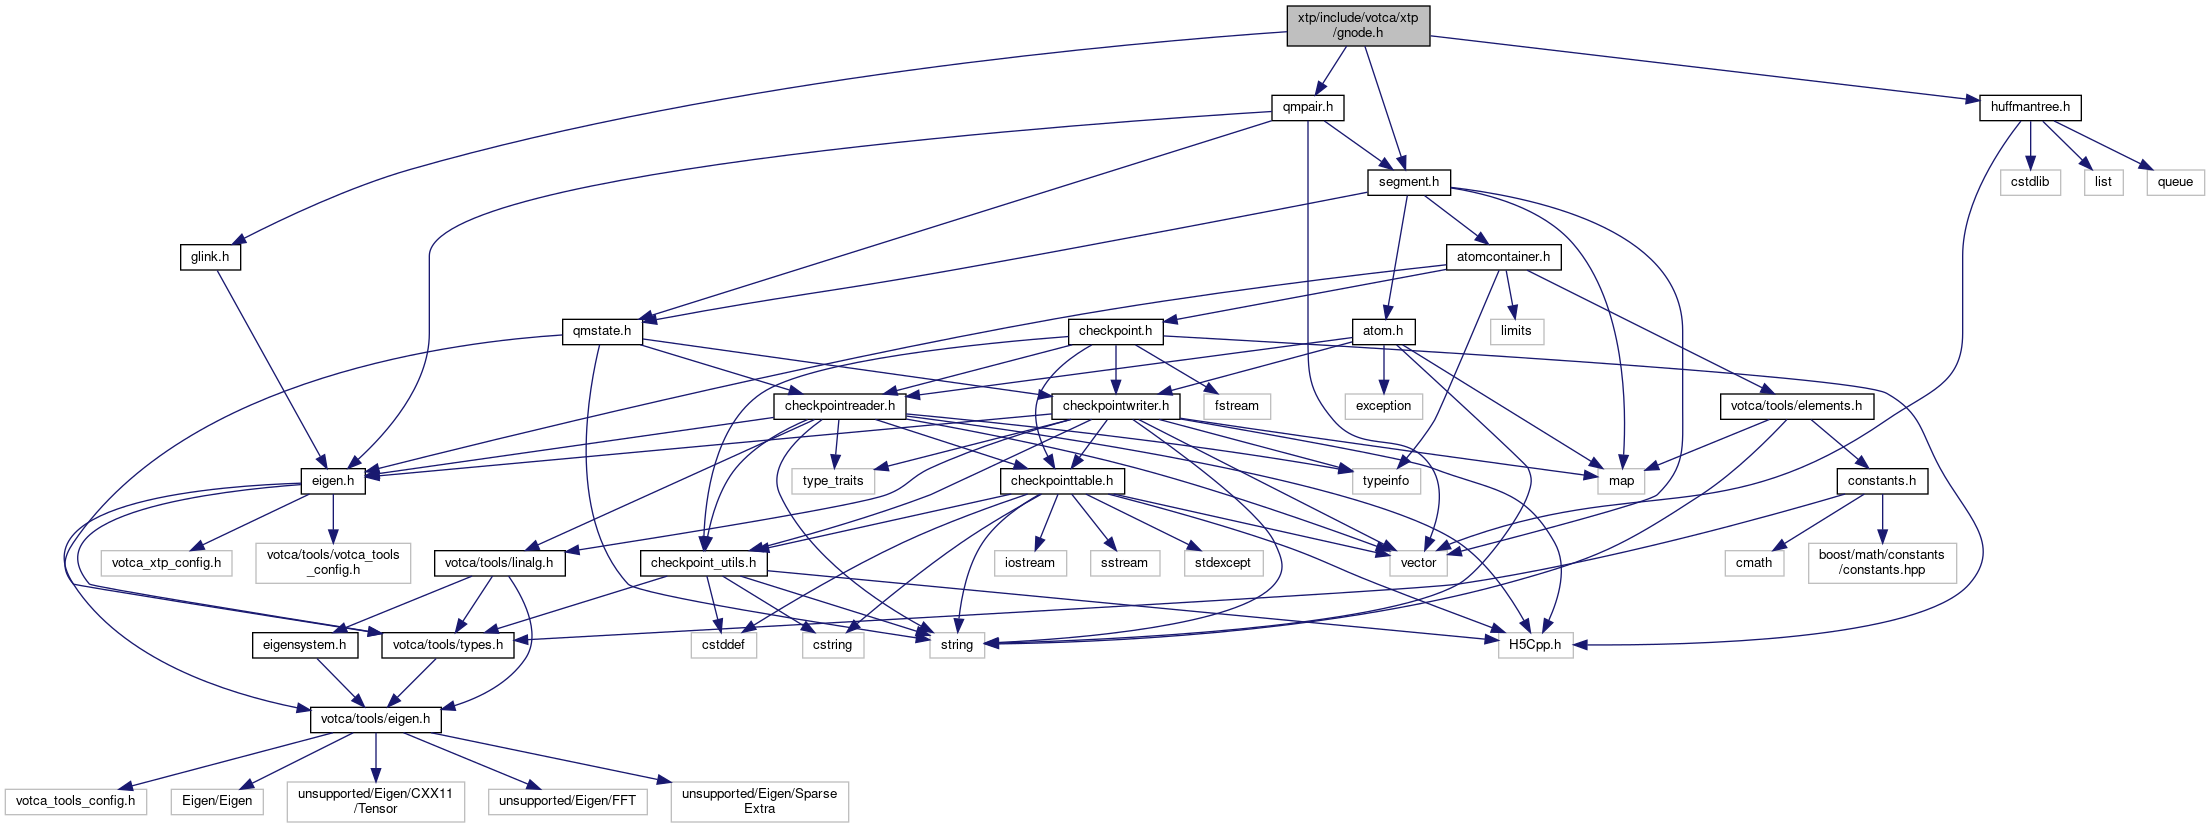 xtp/include/votca/xtp
/gnode.h
qmpair.h
huffmantree.h
segment.h
cstdlib
list
queue
glink.h
atomcontainer.h
qmstate.h
checkpoint.h
atom.h
limits
checkpointreader.h
checkpointwriter.h
fstream
exception
votca/tools/elements.h
eigen.h
type_traits
checkpointtable.h
typeinfo
map
constants.h
votca_xtp_config.h
votca/tools/votca_tools
_config.h
votca/tools/linalg.h
checkpoint_utils.h
iostream
sstream
stdexcept
vector
cmath
boost/math/constants
/constants.hpp
eigensystem.h
votca/tools/types.h
cstddef
cstring
string
H5Cpp.h
votca/tools/eigen.h
votca_tools_config.h
Eigen/Eigen
unsupported/Eigen/CXX11
/Tensor
unsupported/Eigen/FFT
unsupported/Eigen/Sparse
Extra